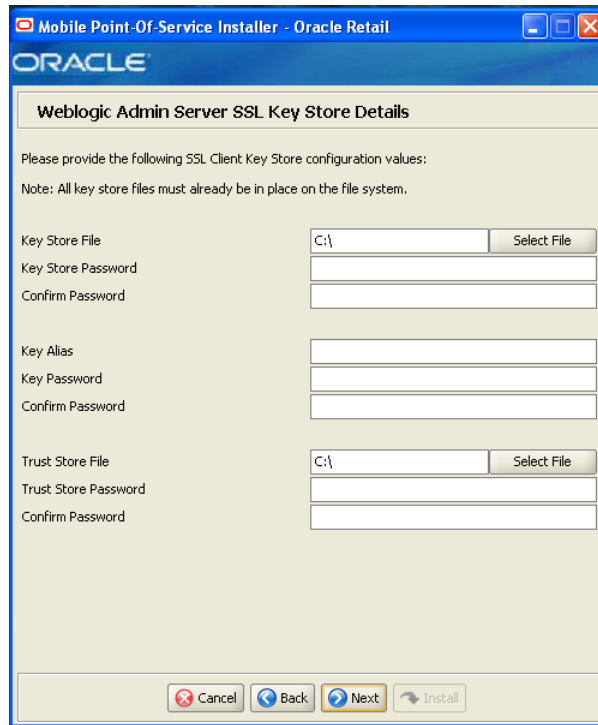 Mobile Point-Of-Service Installer - Oracle Retail
ORACLE
Weblogic Admin Server SSL Key Store Details
Please provide the following SSL Client Key Store configuration values:
Note: All key store files must already be in place on the file system.
Key Store File C:\ Select File
Key Store Password
Confirm Password
Key Alias
Key Password
Confirm Password
Trust Store File C:\ Select File
Trust Store Password
Confirm Password
Cancel Back Next Install